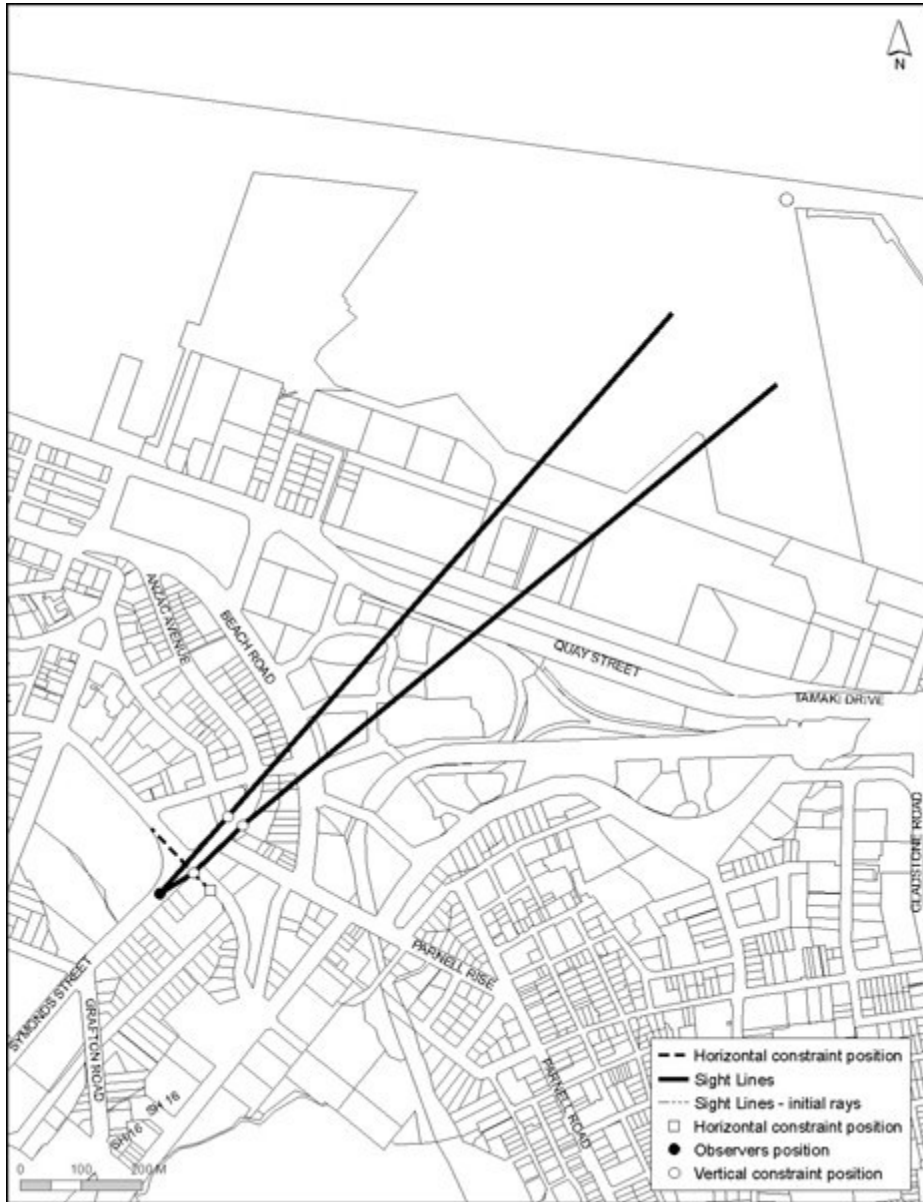 N
ANZAC AVENUE
BEACH ROAD
QUAY STREET
TAMAKI DRIVE
GLADSTONE ROAD
PARNELL RISE
SYMONDS STREET
GRAFTON ROAD
SH 16
SH 16
PARNELL ROAD
0 100 200 M
Horizontal constraint position
Sight Lines
Sight Lines - initial rays
Horizontal constraint position
Observers position
Vertical constraint position